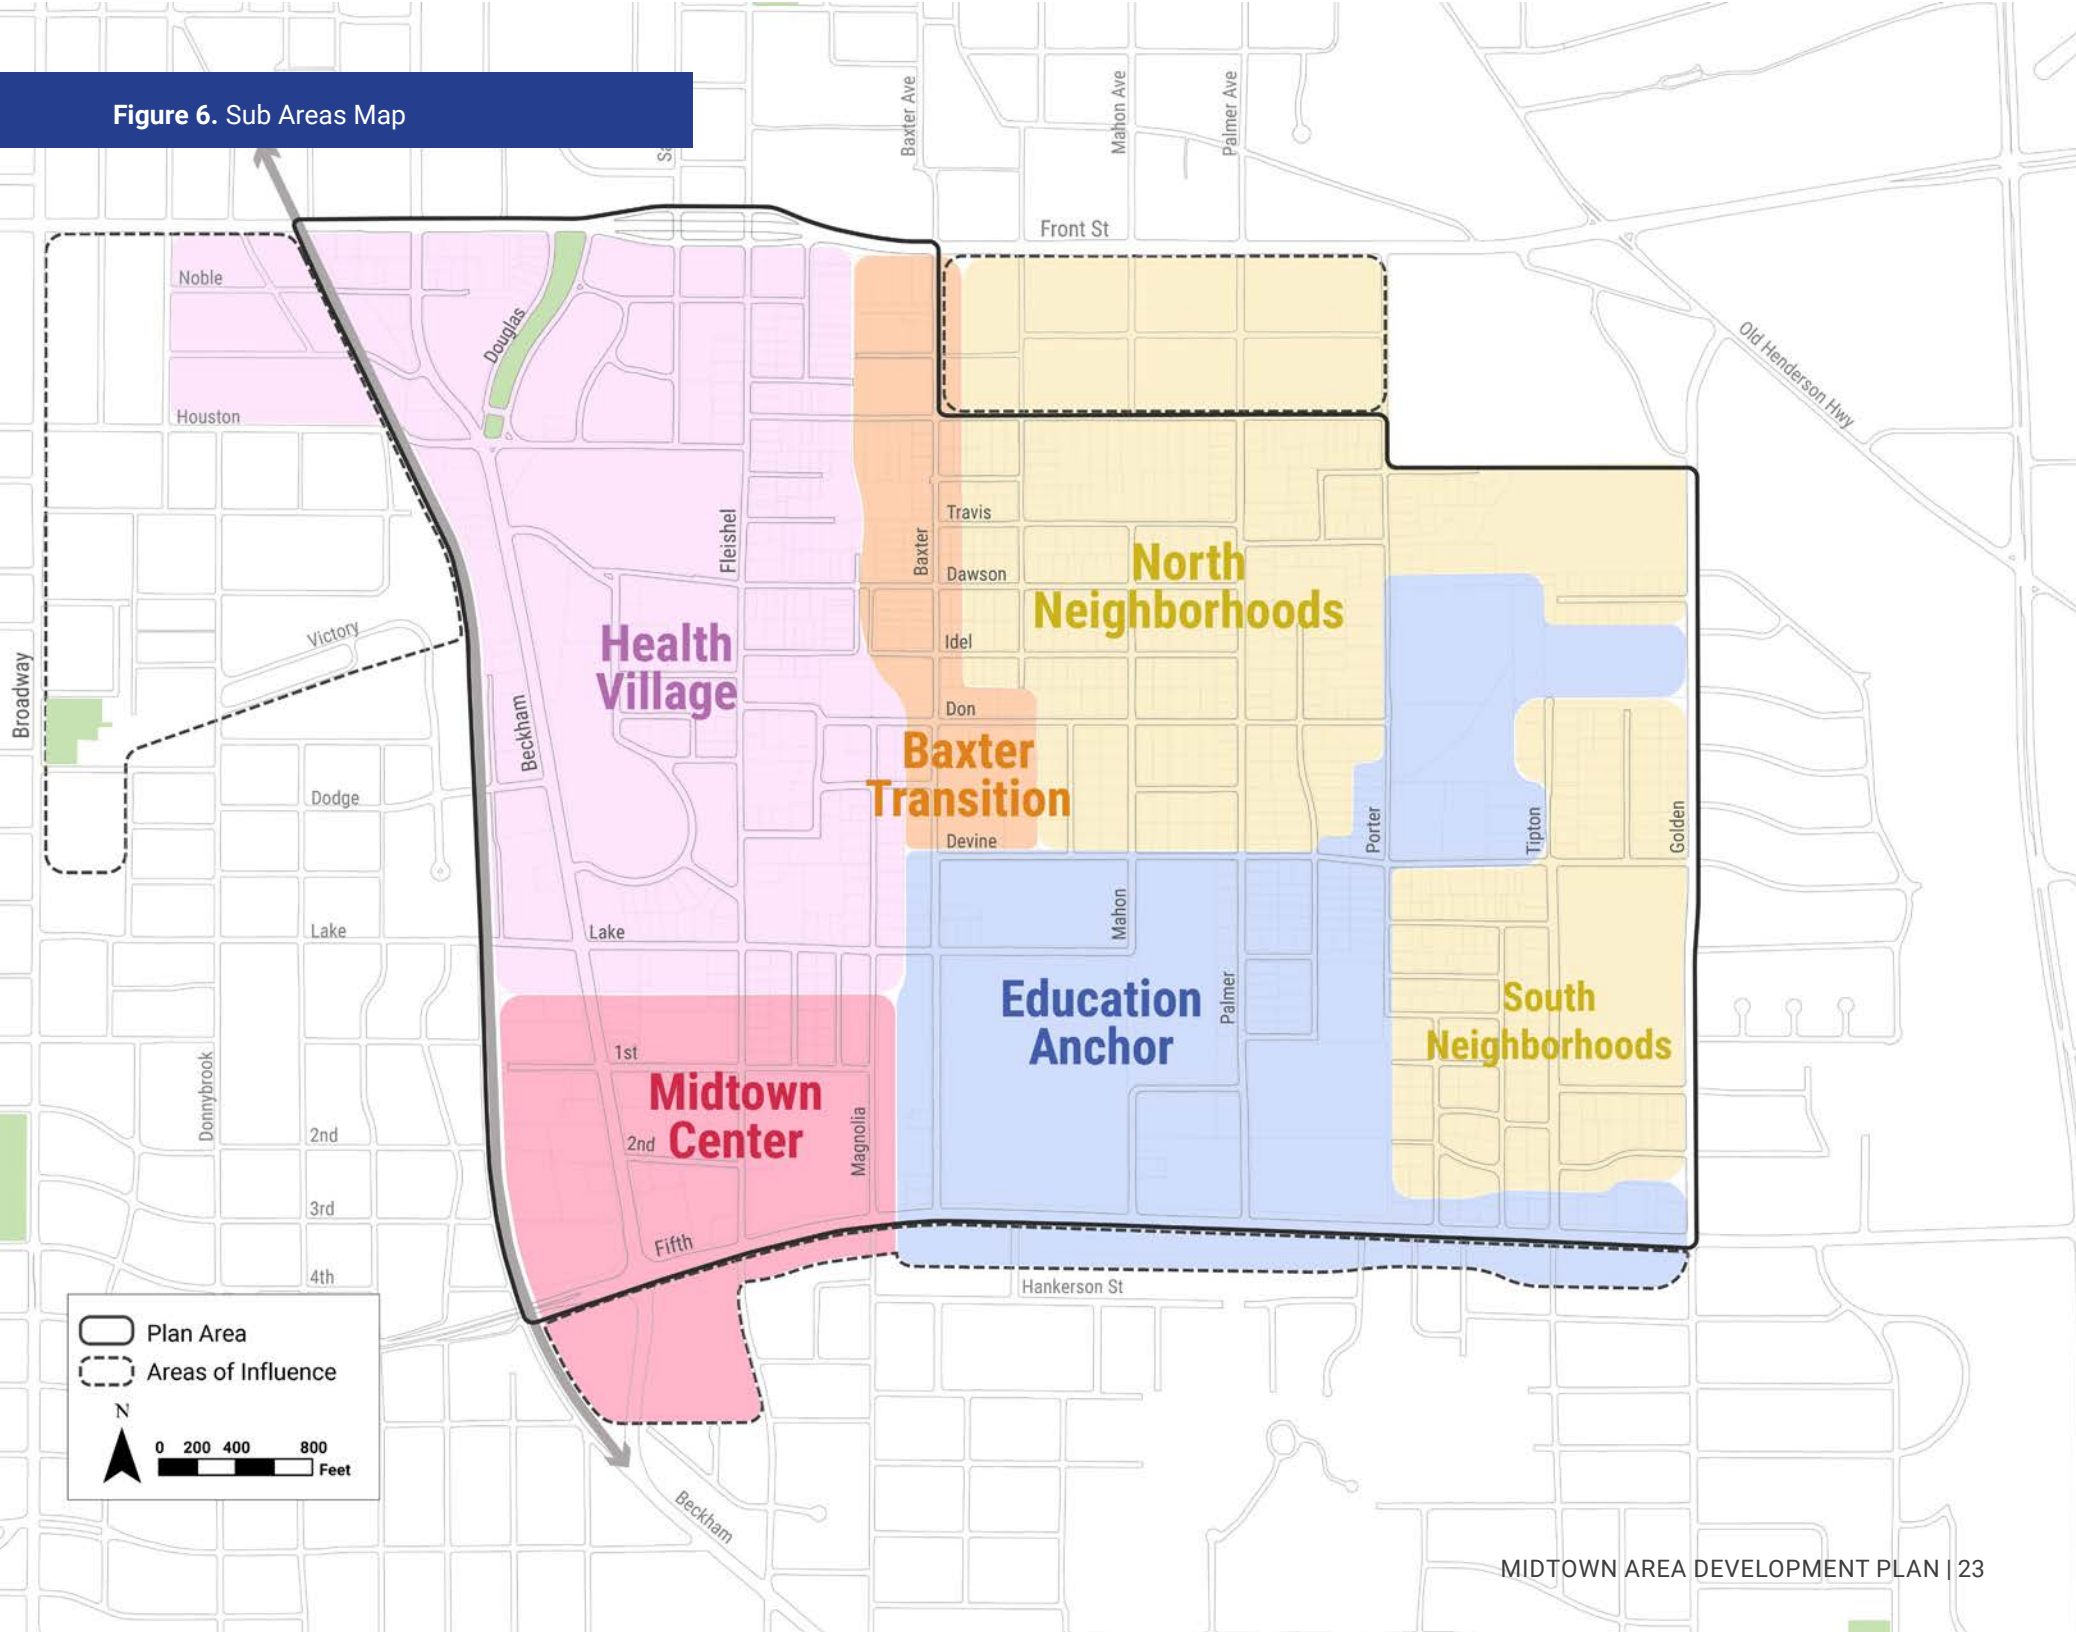 Figure 6. Sub Areas Map
Baxter Ave
Mahon Ave
Palmer Ave
Sa
Front St
Noble
Douglas
Houston
Old Henderson Hwy
Travis
Fleishel
Baxter
Dawson
North
Neighborhoods
Idel
Health
Village
Victory
Broadway
Beckham
Don
Baxter
Transition
Dodge
Devine
Porter
Tipton
Golden
Mahon
Lake
Lake
Palmer
Education
Anchor
South
Neighborhoods
1st
Midtown
Center
Donnybrook
Magnolia
2nd
2nd
3rd
Fifth
4th
Hankerson St
Plan Area
Areas of Influence
N
0 200 400 800
Feet
Beckham
MIDTOWN AREA DEVELOPMENT PLAN | 23